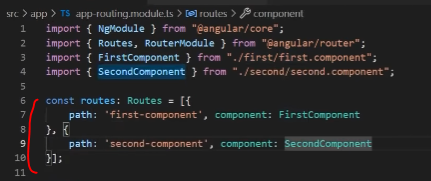 src > app > TS app-routing.module.ts > routes > component
1 import { NgModule } from "@angular/core";
2 import { Routes, RouterModule } from "@angular/router";
3 import { FirstComponent } from "./first/first.component";
4 import { SecondComponent } from "./second/second.component";
5
6 const routes: Routes = [{
7 path: 'first-component', component: FirstComponent
8 }, {
9 path: 'second-component', component: SecondComponent
10 }];
11